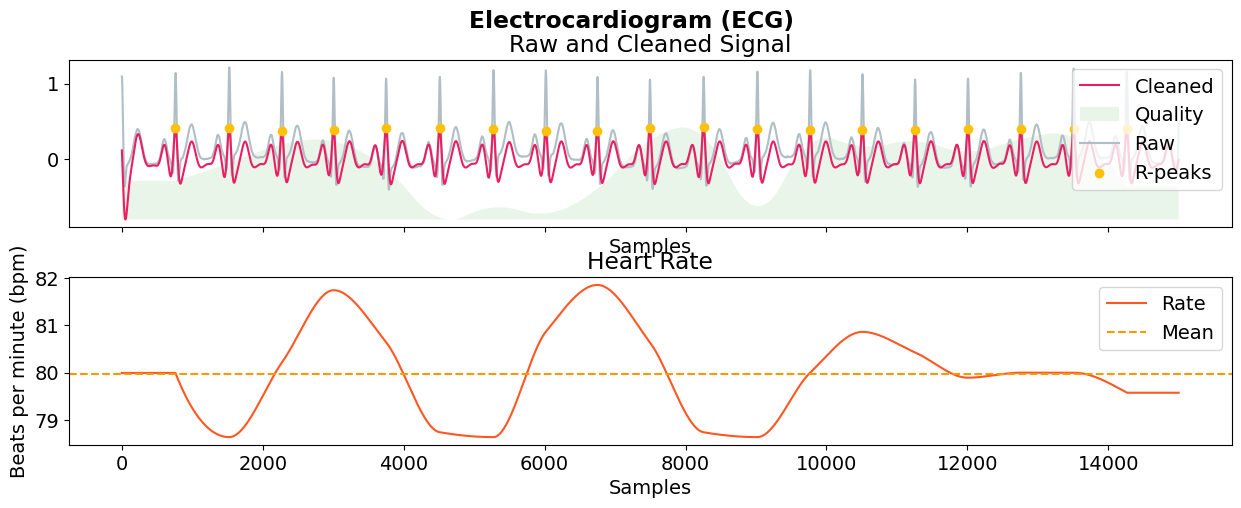 Electrocardiogram (ECG)
Raw and Cleaned Signal
1
0
Cleaned
Quality
Raw
R-peaks
Samples
Heart Rate
Beats per minute (bpm)
82
81
80
79
Rate
Mean
0 2000 4000 6000 8000 10000 12000 14000
Samples